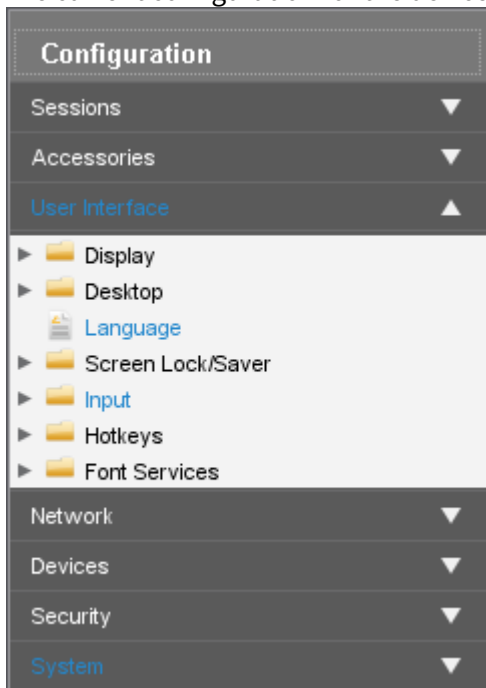 Configuration
Sessions
Accessories
User Interface
Display
Desktop
Language
Screen Lock/Saver
Input
Hotkeys
Font Services
Network
Devices
Security
System